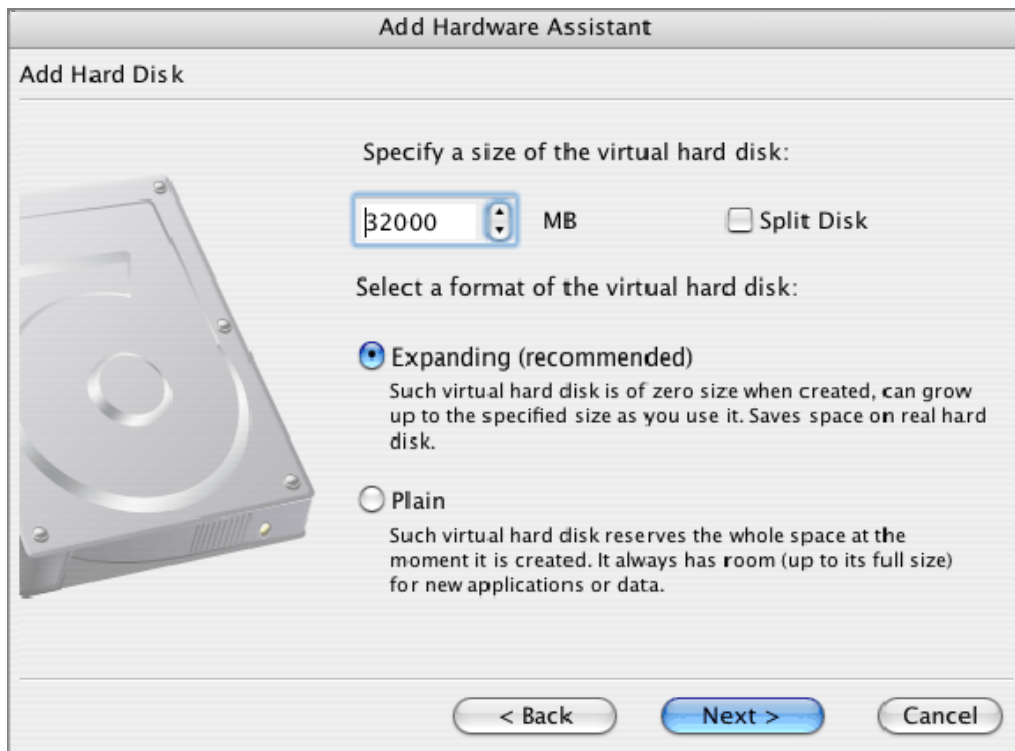 Add Hardware Assistant
Add Hard Disk
Specify a size of the virtual hard disk:
32000 MB Split Disk
Select a format of the virtual hard disk:
Expanding (recommended)
Such virtual hard disk is of zero size when created, can grow
up to the specified size as you use it. Saves space on real hard
disk.
Plain
Such virtual hard disk reserves the whole space at the
moment it is created. It always has room (up to its full size)
for new applications or data.
< Back Next > Cancel